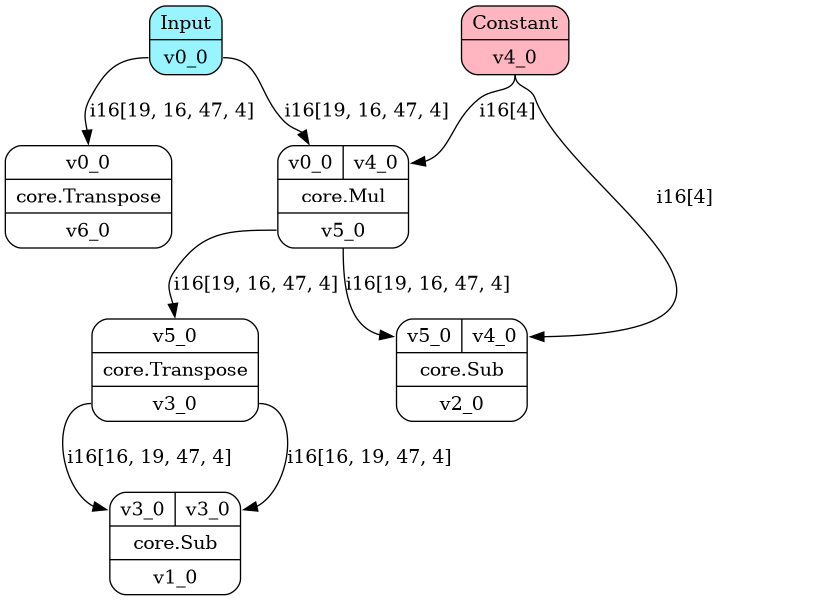 Input
v0_0
Constant
v4_0
i16[19, 16, 47, 4]
i16[19, 16, 47, 4]
i16[4]
v0_0
core.Transpose
v6_0
v0_0 v4_0
core.Mul
v5_0
i16[4]
i16[19, 16, 47, 4]
i16[19, 16, 47, 4]
v5_0
core.Transpose
v3_0
v5_0 v4_0
core.Sub
v2_0
i16[16, 19, 47, 4]
i16[16, 19, 47, 4]
v3_0 v3_0
core.Sub
v1_0